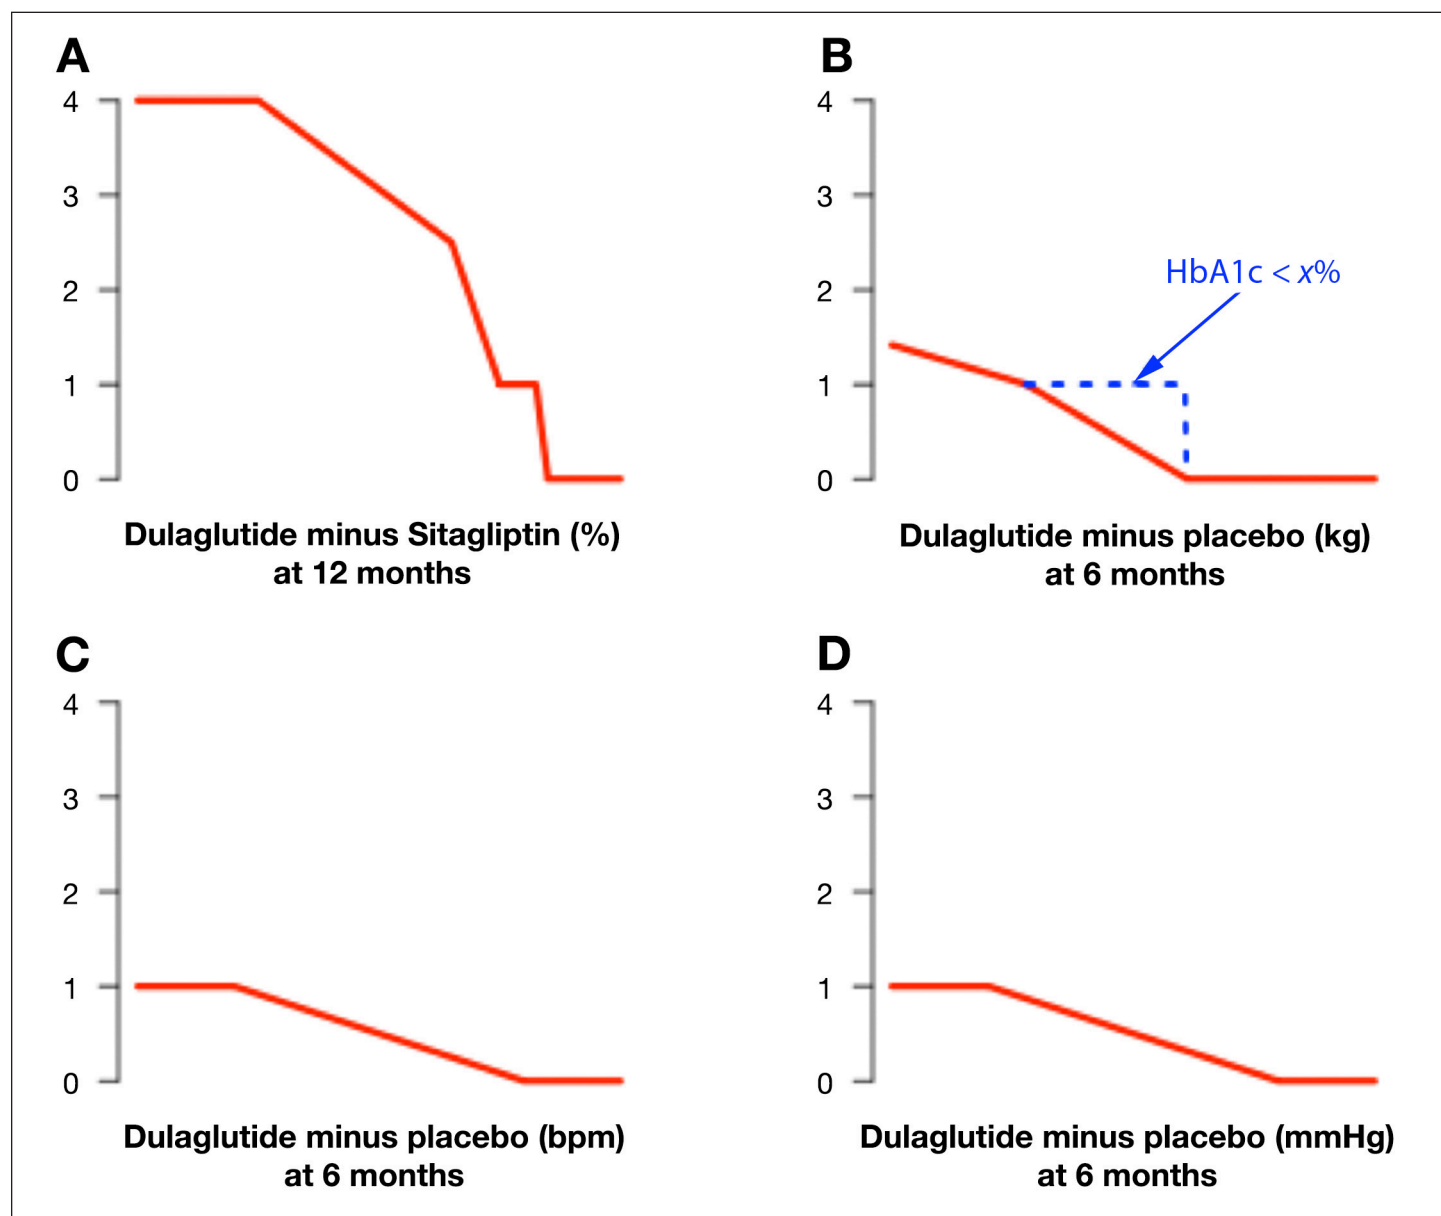 A
4
3
2
1
0
Dulaglutide minus Sitagliptin (%)
at 12 months
B
4
3
2
1
0
HbA1c < x%
Dulaglutide minus placebo (kg)
at 6 months
C
4
3
2
1
0
Dulaglutide minus placebo (bpm)
at 6 months
D
4
3
2
1
0
Dulaglutide minus placebo (mmHg)
at 6 months